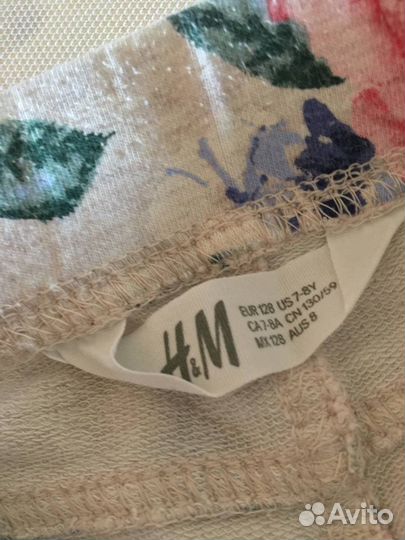 H&M
EUR 128 US 7-8Y
CA 7-8A CN 130/59
MX 128 AUS 8
Avito